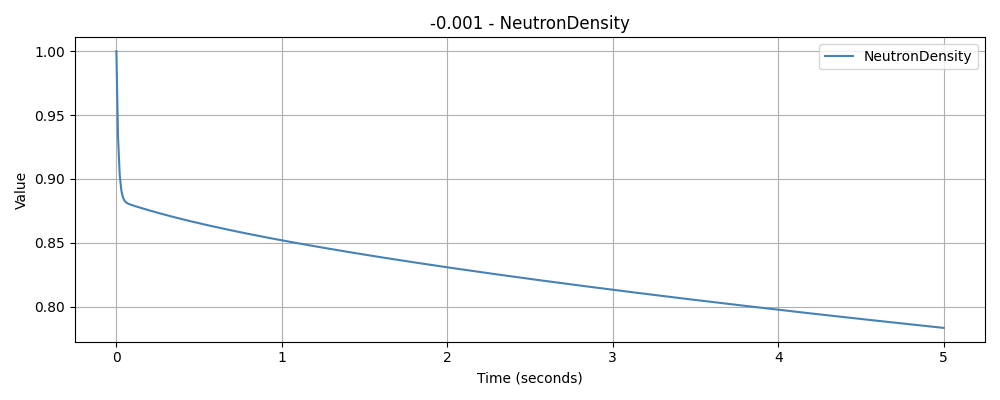 -0.001 - NeutronDensity
NeutronDensity
1.00
0.95
0.90
0.85
0.80
Value
0 1 2 3 4 5
Time (seconds)